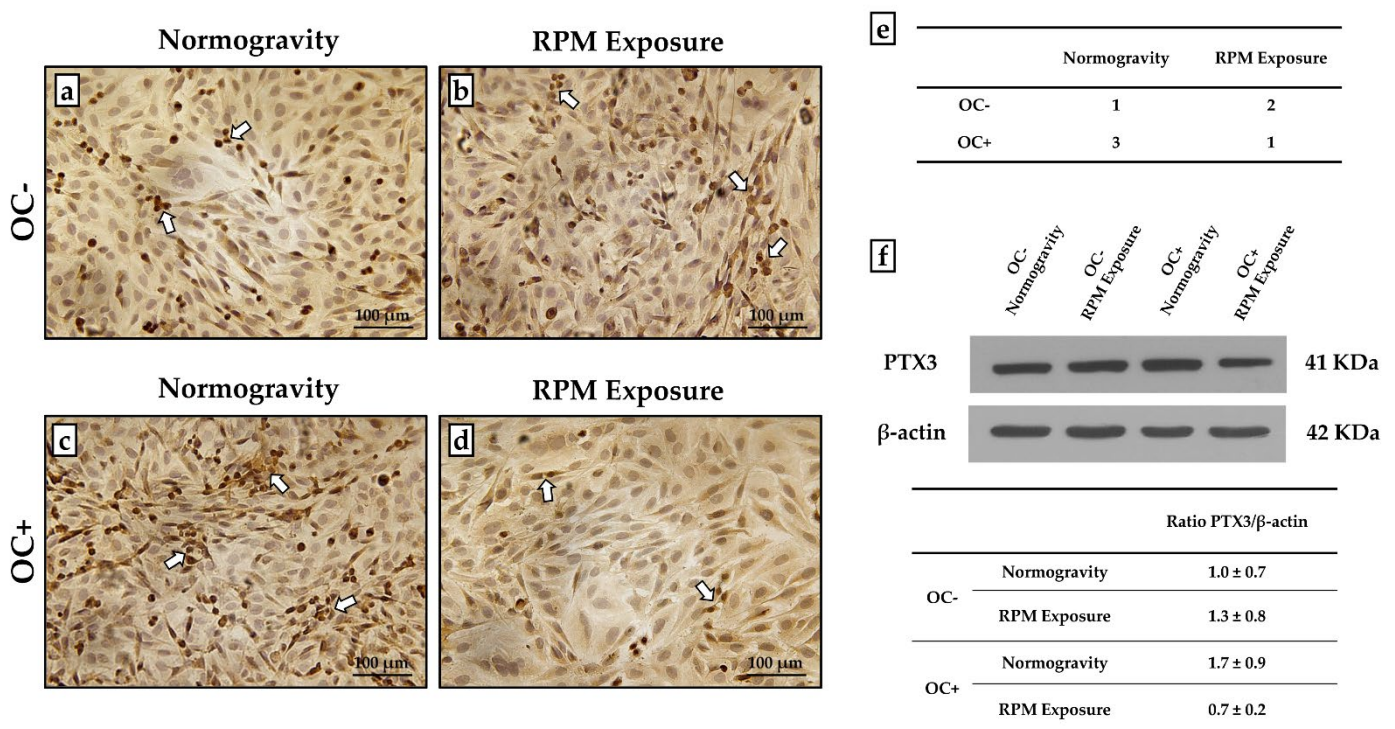 Normogravity
RPM Exposure
OC-
a
100 µm
b
100 µm
Normogravity
RPM Exposure
OC+
c
100 µm
d
100 µm
e
Normogravity RPM Exposure
OC- 1 2
OC+ 3 1
f
OC-
Normogravity
OC-
RPM Exposure
OC+
Normogravity
OC+
RPM Exposure
PTX3 41 KDa
β-actin 42 KDa
Ratio PTX3/β-actin
OC-
Normogravity 1.0 ± 0.7
RPM Exposure 1.3 ± 0.8
OC+
Normogravity 1.7 ± 0.9
RPM Exposure 0.7 ± 0.2